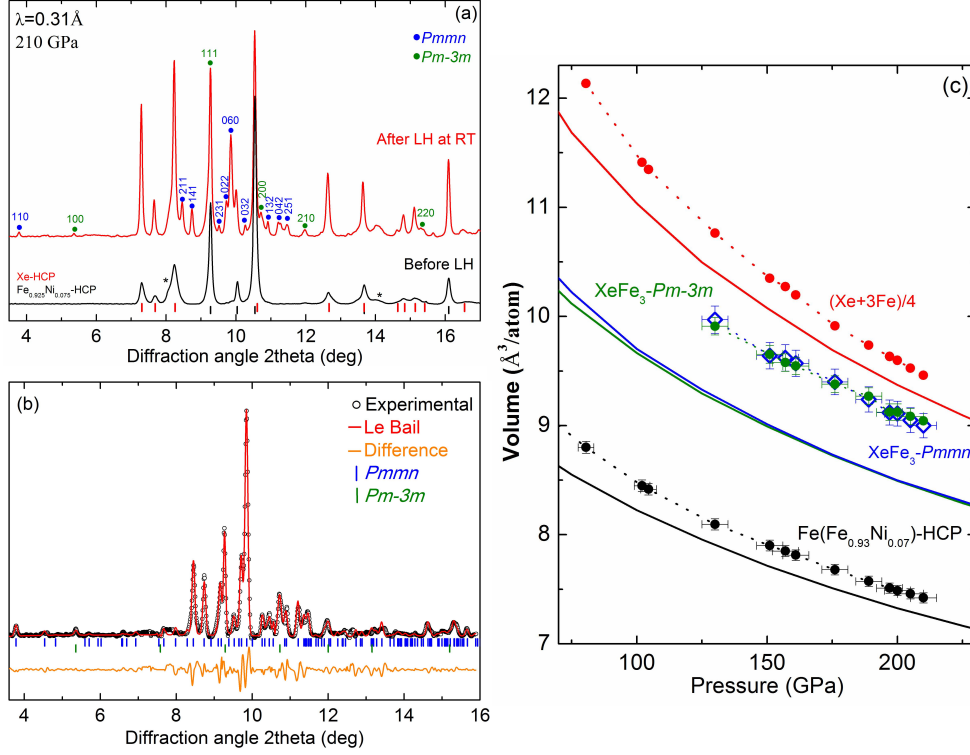 (a)
λ=0.31Å
210 GPa
Pmmn
Pm-3m
111
060
After LH at RT
110
100
211
141
231
022
032
200
132
042
251
210
220
Xe-HCP
Fe0.925Ni0.075-HCP
*
*
Before LH
4 6 8 10 12 14 16
Diffraction angle 2theta (deg)
(b)
Experimental
Le Bail
Difference
Pmmn
Pm-3m
4 6 8 10 12 14 16
Diffraction angle 2theta (deg)
(c)
12
11
10
9
8
7
Volume (Å3/atom)
XeFe3-Pm-3m
(Xe+3Fe)/4
XeFe3-Pmmn
Fe(Fe0.93Ni0.07)-HCP
100 150 200
Pressure (GPa)